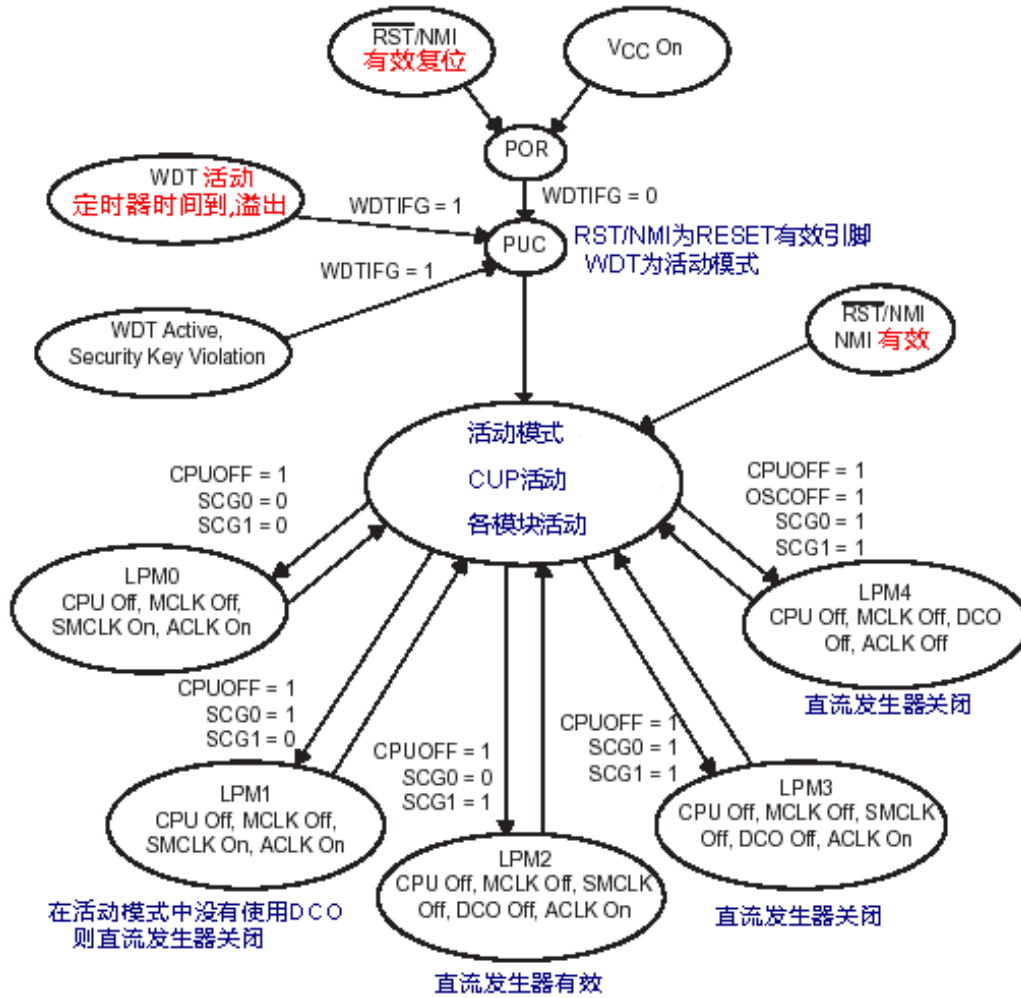 RST/NMI
有效复位
VCC On
POR
WDT 活动
定时器时间到,溢出
WDTIFG = 1
WDTIFG = 0
PUC
RST/NMI为RESET有效引脚
WDT为活动模式
WDTIFG = 1
WDT Active,
Security Key Violation
RST/NMI
NMI 有效
活动模式
CUP活动
各模块活动
CPUOFF = 1
SCG0 = 0
SCG1 = 0
CPUOFF = 1
OSCOFF = 1
SCG0 = 1
SCG1 = 1
LPM0
CPU Off, MCLK Off,
SMCLK On, ACLK On
LPM4
CPU Off, MCLK Off, DCO
Off, ACLK Off
直流发生器关闭
CPUOFF = 1
SCG0 = 1
SCG1 = 0
CPUOFF = 1
SCG0 = 0
SCG1 = 1
CPUOFF = 1
SCG0 = 1
SCG1 = 1
LPM1
CPU Off, MCLK Off,
SMCLK On, ACLK On
LPM2
CPU Off, MCLK Off, SMCLK
Off, DCO Off, ACLK On
LPM3
CPU Off, MCLK Off, SMCLK
Off, DCO Off, ACLK On
在活动模式中没有使用DCO
则直流发生器关闭
直流发生器有效
直流发生器关闭